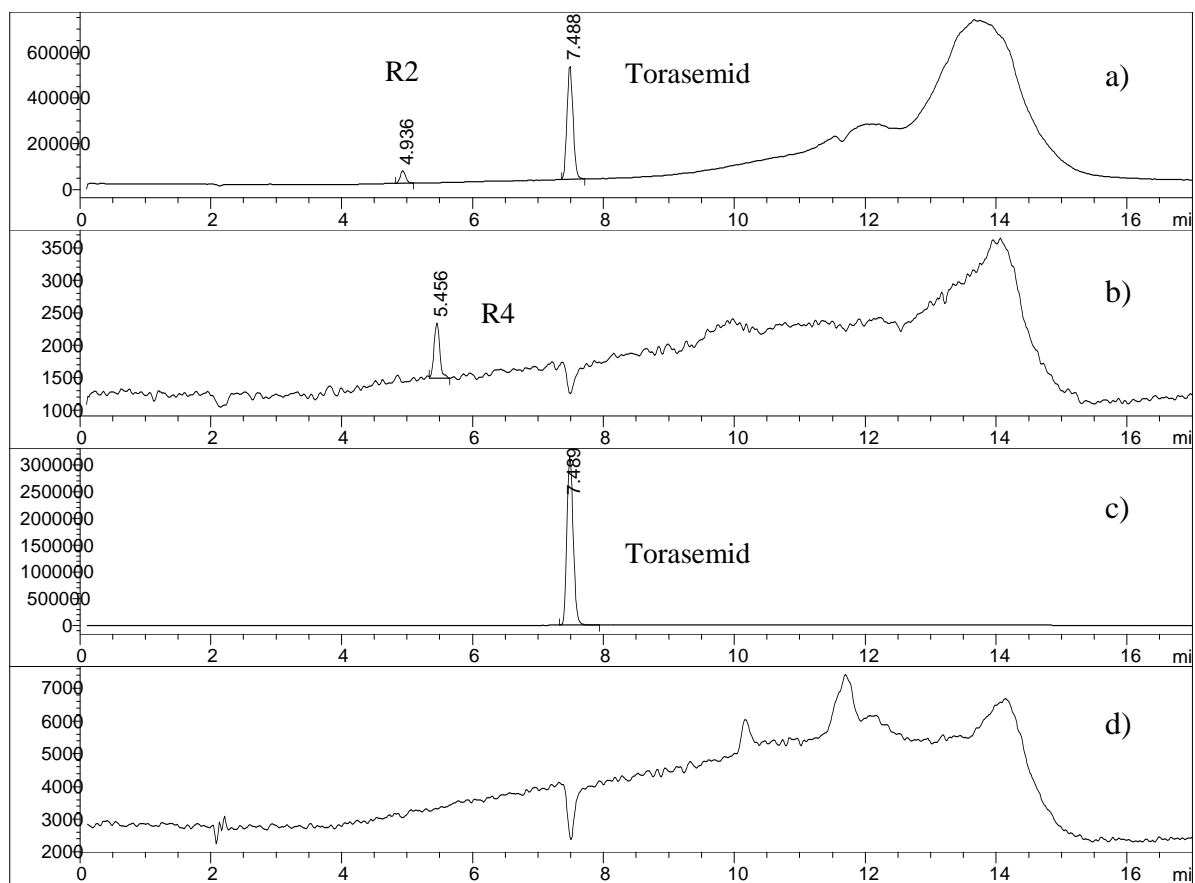 7.488
600000
R2
Torasemid
a)
400000
4.936
200000
0
0 2 4 6 8 10 12 14 16 mi
3500
5.456
b)
3000
R4
2500
2000
1500
1000
0 2 4 6 8 10 12 14 16 mi
3000000
7.489
2500000
c)
2000000
1500000
Torasemid
1000000
500000
0
0 2 4 6 8 10 12 14 16 mi
7000
d)
6000
5000
4000
3000
2000
0 2 4 6 8 10 12 14 16 mi